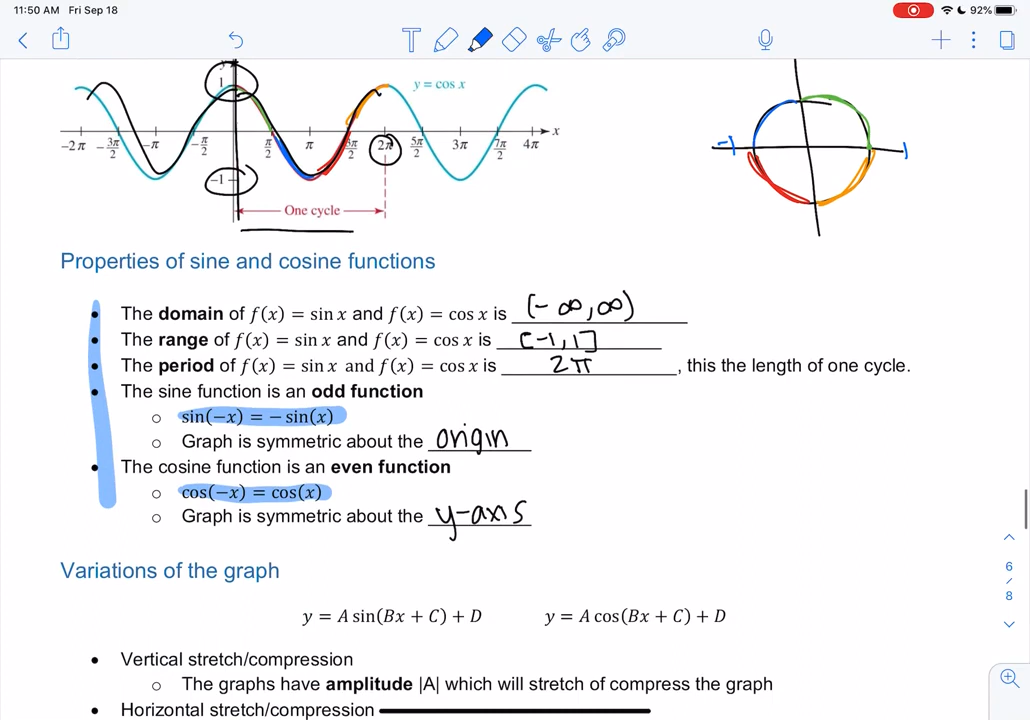 11:50 AM Fri Sep 18
92%
y
1
y = cos x
-2π -3π/2 -π -π/2 π/2 π 3π/2 2π 5π/2 3π 7π/2 4π x
-1
One cycle
-1 1
Properties of sine and cosine functions
• The domain of f(x) = sin x and f(x) = cos x is (-∞,∞)
• The range of f(x) = sin x and f(x) = cos x is [-1,1]
• The period of f(x) = sin x and f(x) = cos x is 2π, this the length of one cycle.
• The sine function is an odd function
o sin(−x) = − sin(x)
o Graph is symmetric about the origin
• The cosine function is an even function
o cos(−x) = cos(x)
o Graph is symmetric about the y-axis
6
/
8
Variations of the graph
y = A sin(Bx + C) + D y = A cos(Bx + C) + D
• Vertical stretch/compression
o The graphs have amplitude |A| which will stretch of compress the graph
• Horizontal stretch/compression